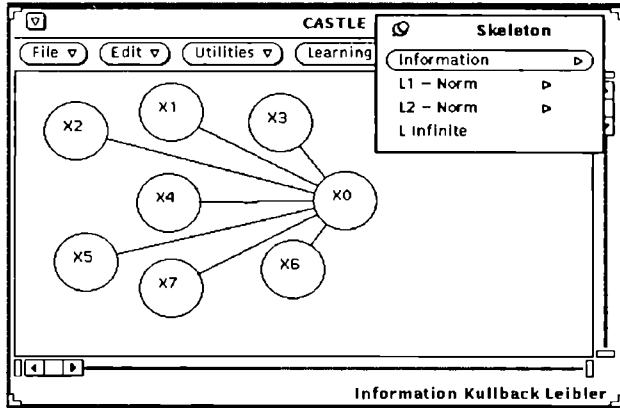 CASTLE
Skeleton
File Edit Utilities Learning
Information
L1 – Norm
L2 – Norm
L Infinite
X1
X3
X2
X4
X0
X5
X6
X7
Information Kullback Leibler